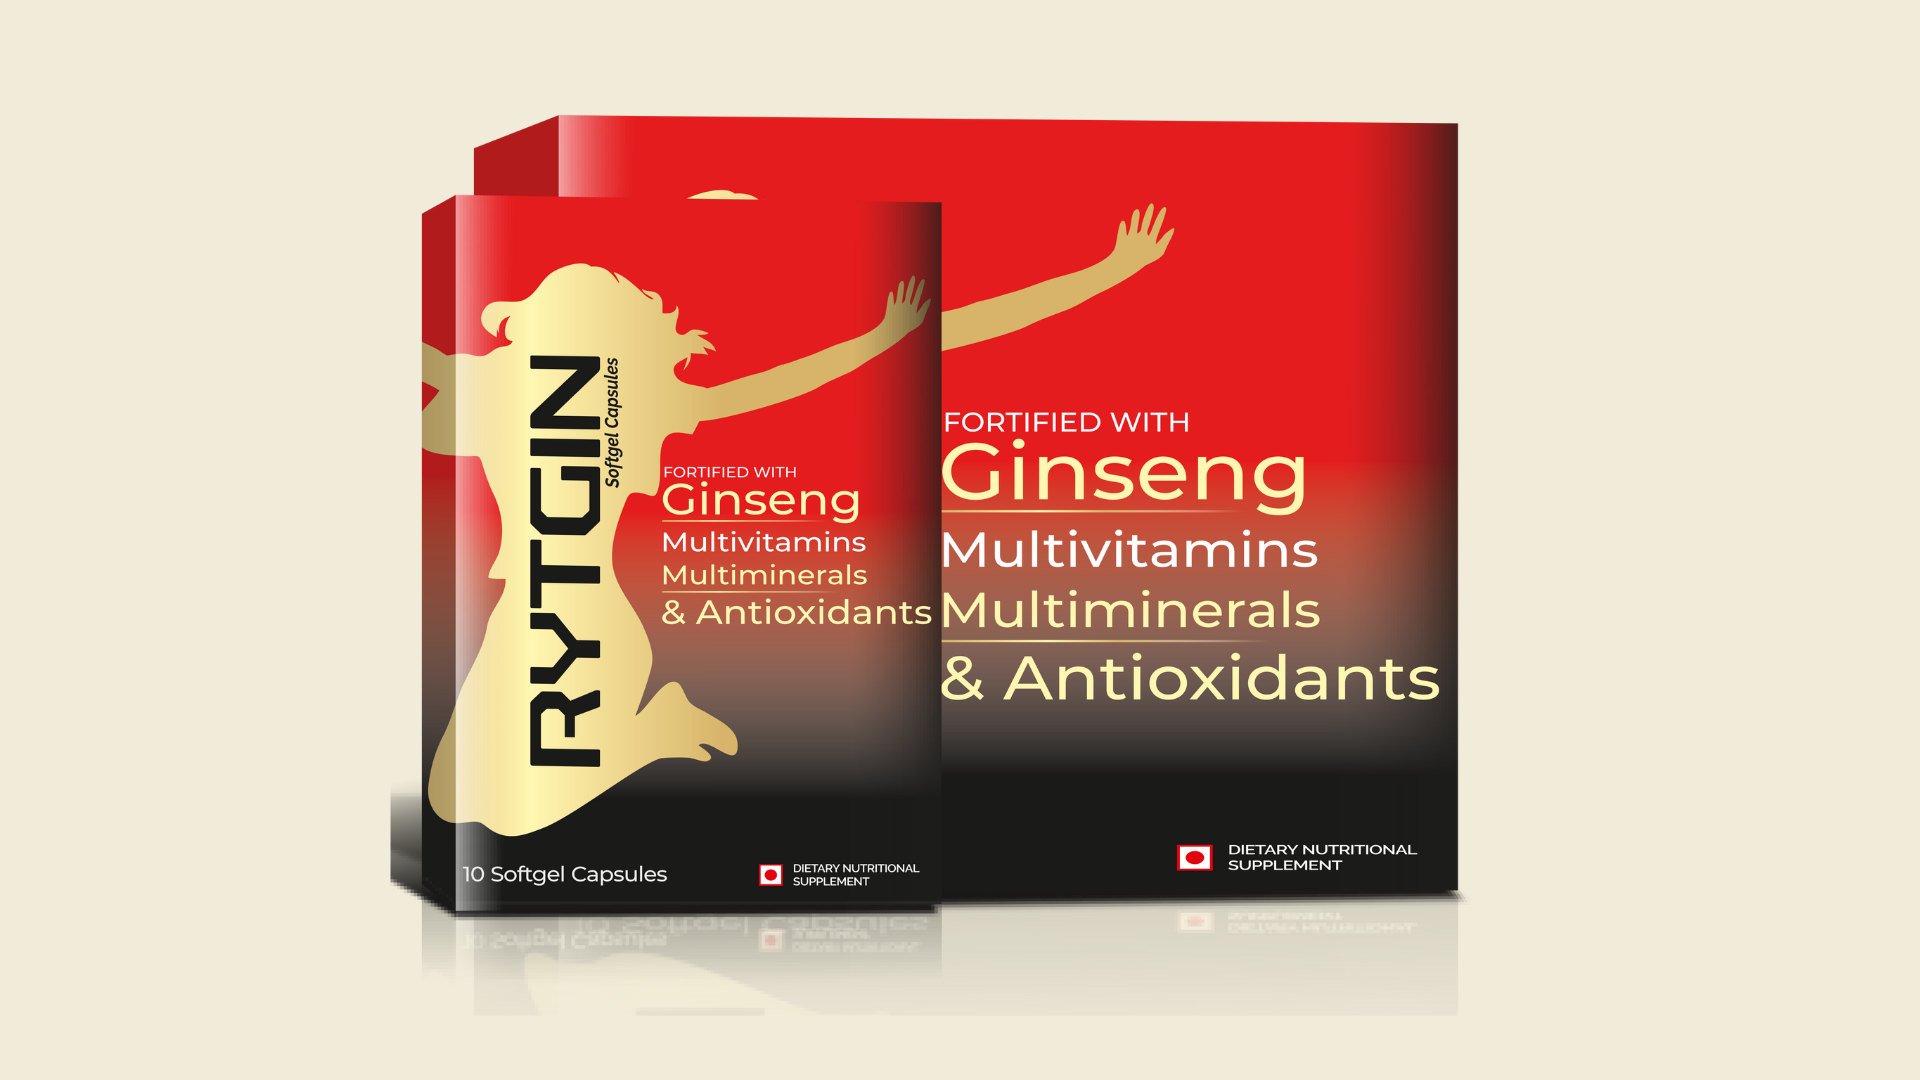 RYTGIN
Softgel Capsules
FORTIFIED WITH
Ginseng
Multivitamins
Multiminerals
& Antioxidants
10 Softgel Capsules
DIETARY NUTRITIONAL
SUPPLEMENT
FORTIFIED WITH
Ginseng
Multivitamins
Multiminerals
& Antioxidants
DIETARY NUTRITIONAL
SUPPLEMENT